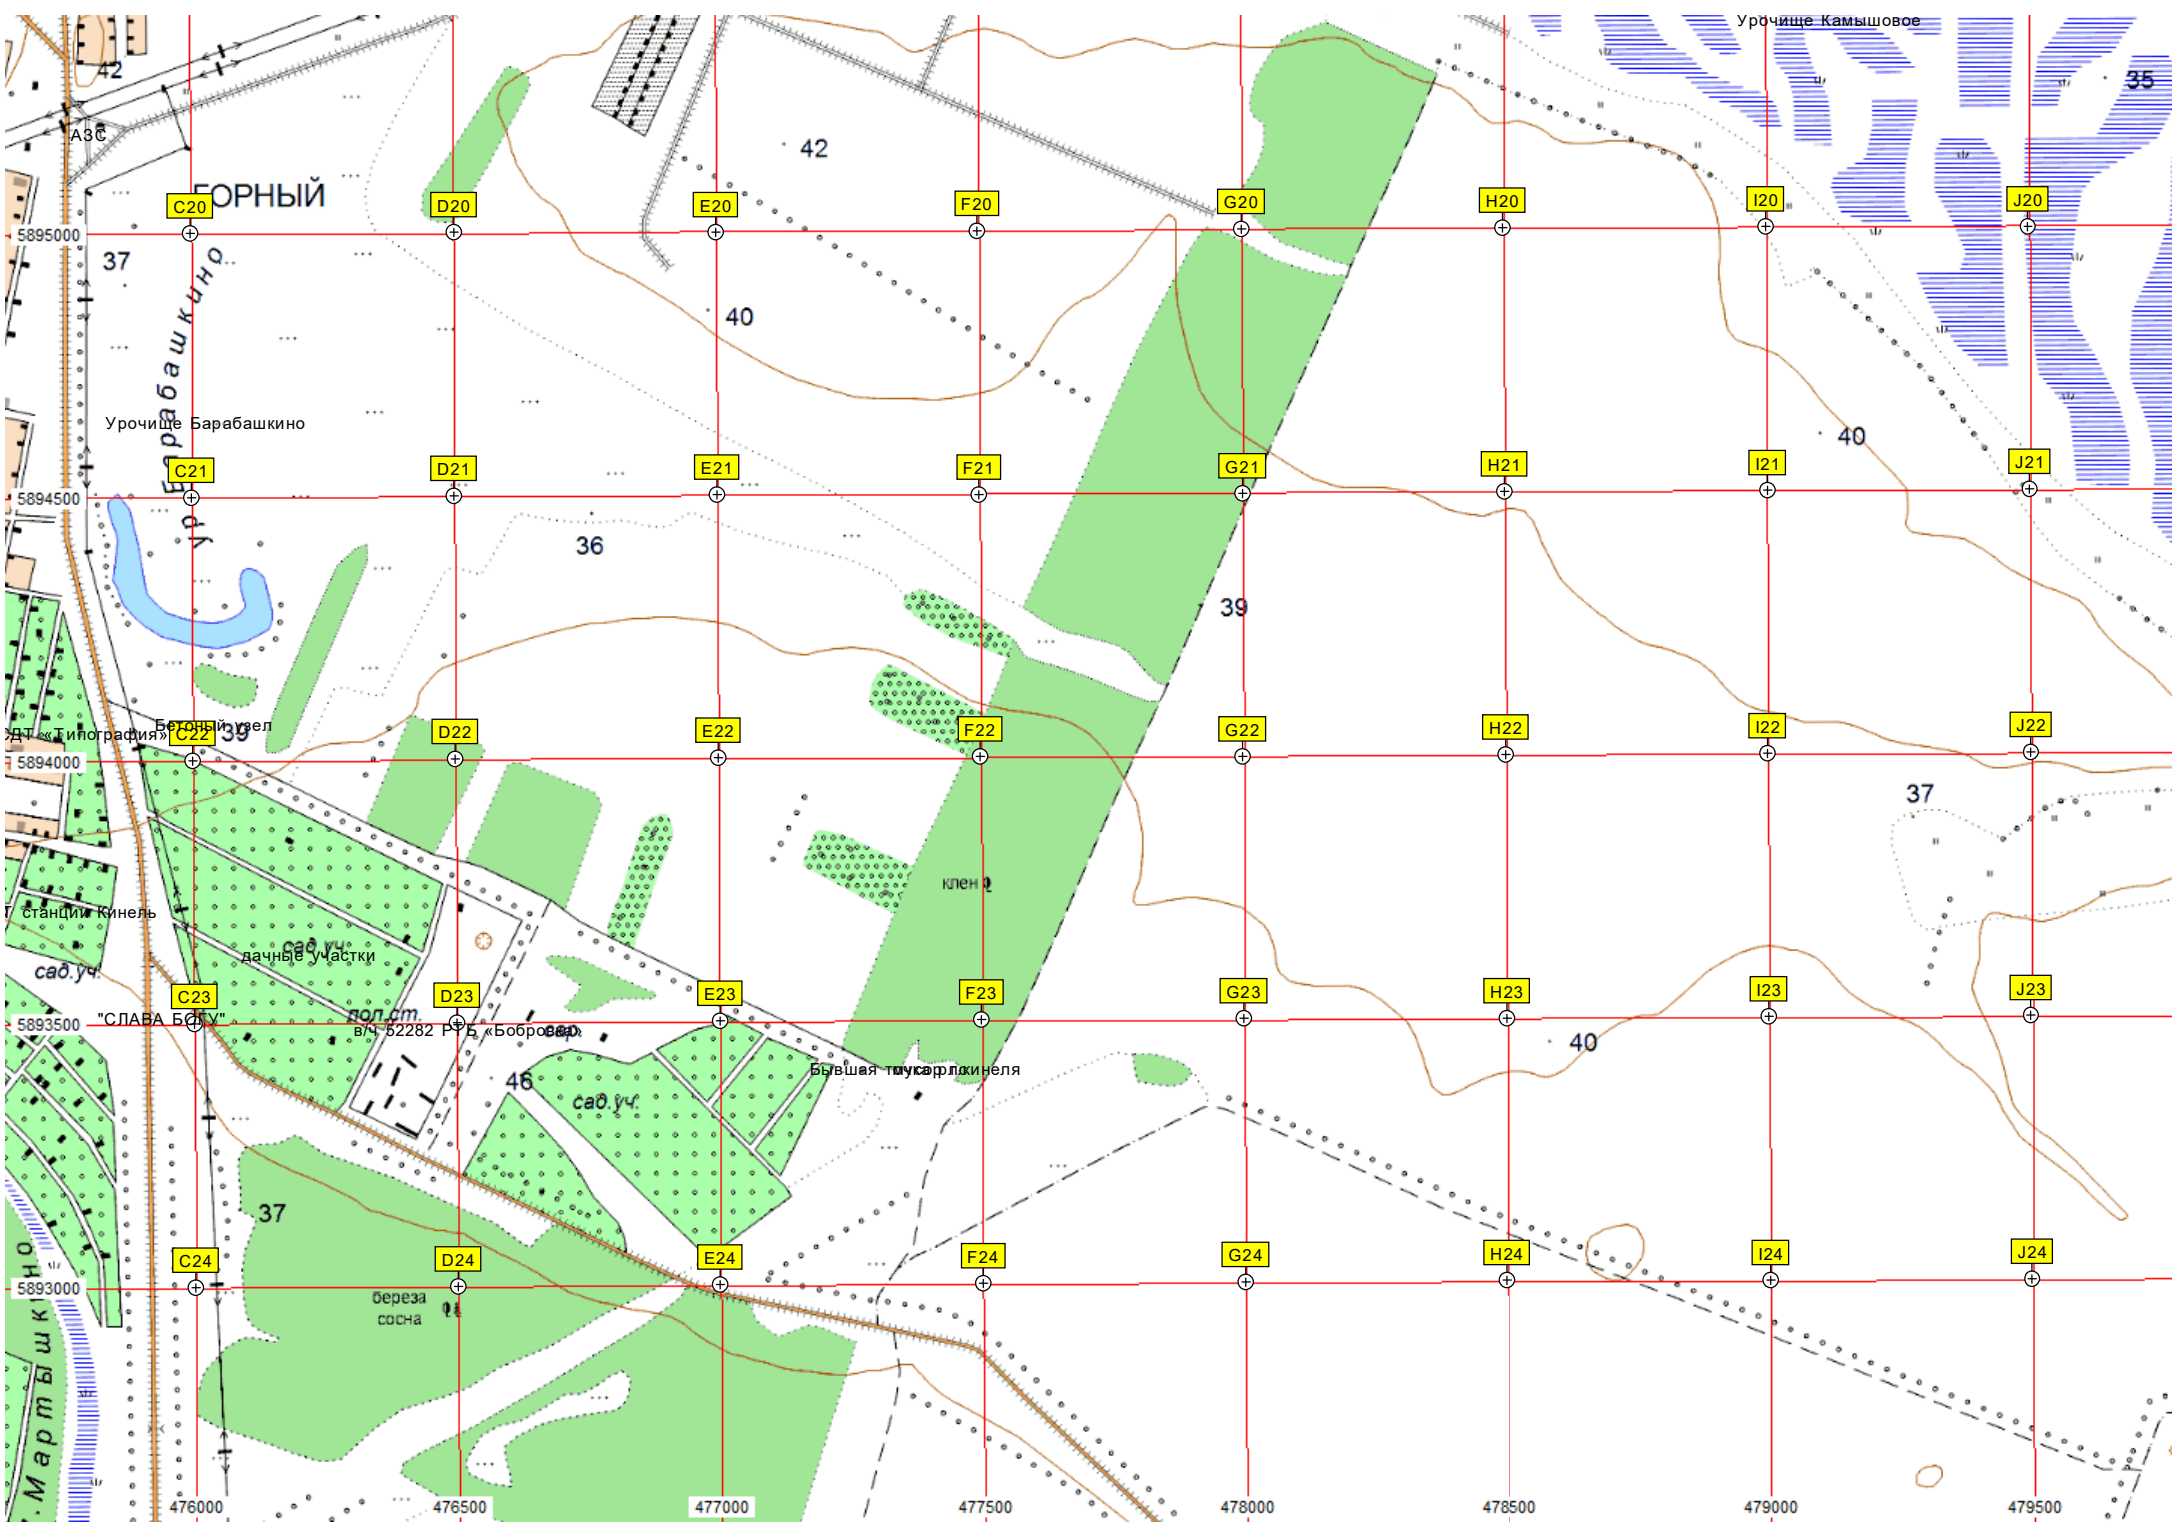 Урочище Камышовое
42
35
АЗС
42
ГОРНЫЙ
C20
D20
E20
F20
G20
H20
I20
J20
5895000
37
40
ур Барабашкино
Урочище Барабашкино
40
C21
D21
E21
F21
G21
H21
I21
J21
5894500
36
39
Бетоный узел
СДТ «Типография»
C22
39
D22
E22
F22
G22
H22
I22
J22
5894000
37
клен
станции Кинель
сад.уч.
дачные участки
сад.уч.
C23
D23
E23
F23
G23
H23
I23
J23
5893500
"СЛАВА БОГУ"
пол.ст.
в/ч 52282 РТБ «Бобровка»
40
46
сад.уч.
37
C24
D24
E24
F24
G24
H24
I24
J24
5893000
береза
сосна
Мартышкино
476000
476500
477000
477500
478000
478500
479000
479500